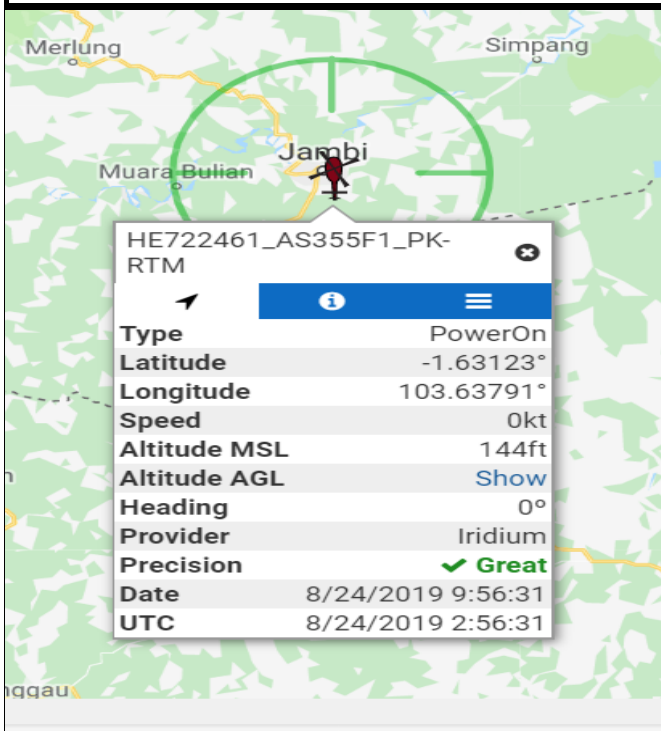 Merlung
Simpang
Jambi
Muara Bulian
HE722461_AS355F1_PK-
RTM
Type PowerOn
Latitude -1.63123°
Longitude 103.63791°
Speed 0kt
Altitude MSL 144ft
Altitude AGL Show
Heading 0º
Provider Iridium
Precision ✔ Great
Date 8/24/2019 9:56:31
UTC 8/24/2019 2:56:31
nggau